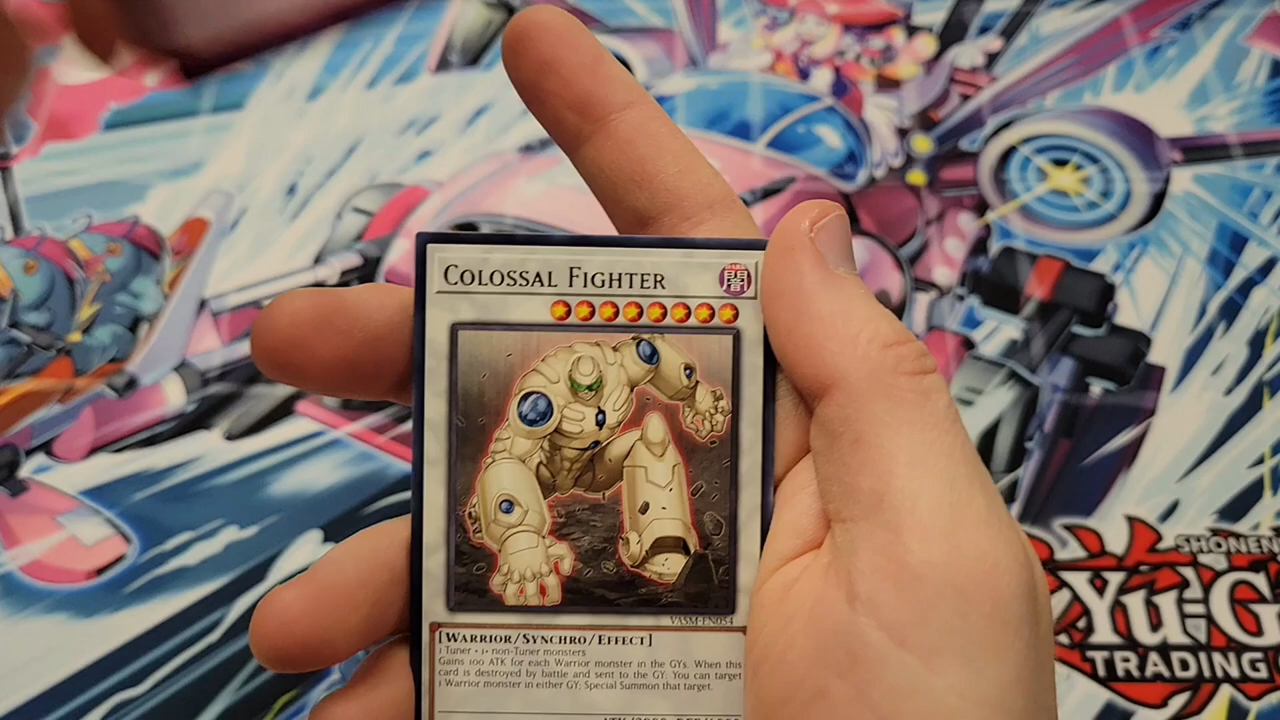 COLOSSAL FIGHTER
DARK
闇
VASM-EN054
[WARRIOR/SYNCHRO/EFFECT]
1 Tuner + 1+ non-Tuner monsters
Gains 100 ATK for each Warrior monster in the GYs. When this
card is destroyed by battle and sent to the GY: You can target
1 Warrior monster in either GY; Special Summon that target.
SHONEN
Yu-G
TRADING